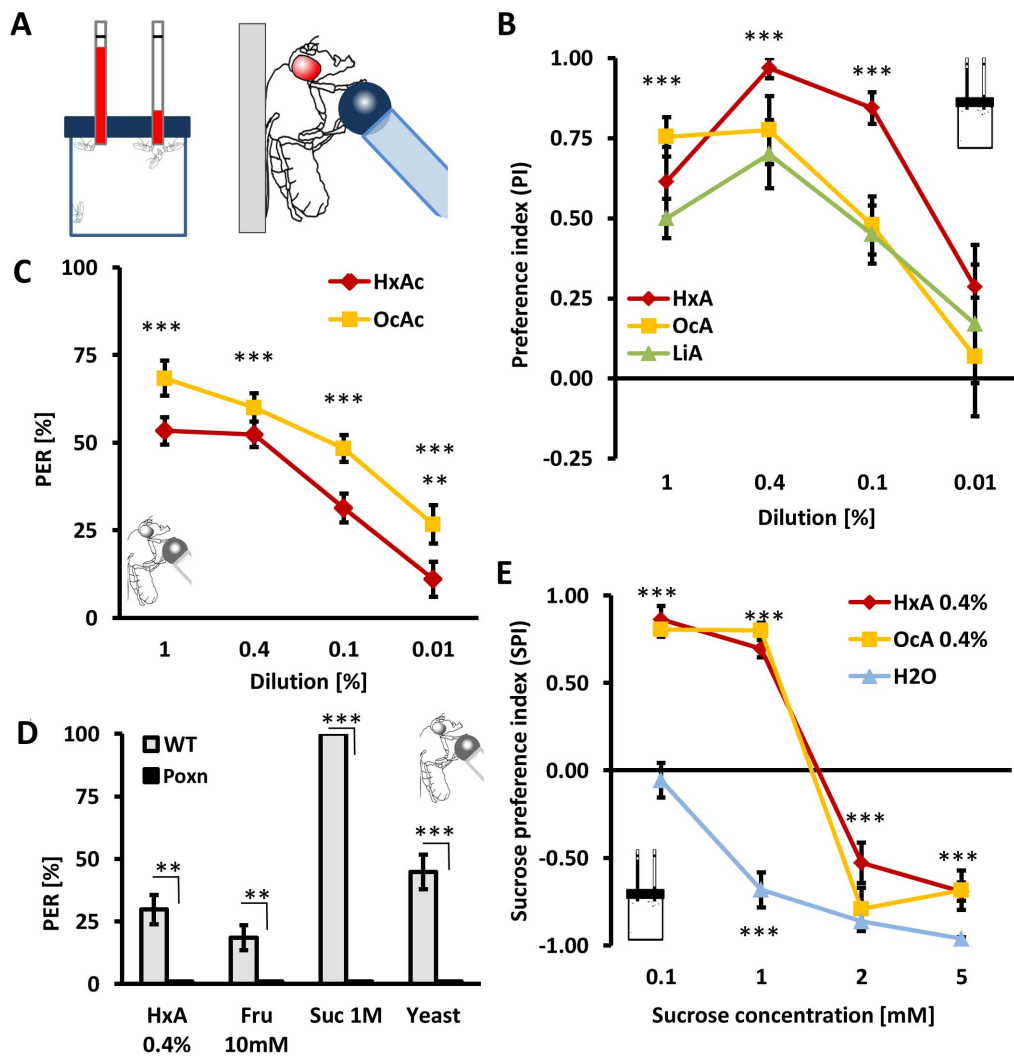 A
B
Preference index (PI)
1.00
0.75
0.50
0.25
0.00
-0.25
***
***
***
HxA
OcA
LiA
1
0.4
0.1
0.01
Dilution [%]
C
PER [%]
100
75
50
25
0
HxAc
OcAc
***
***
***
***
**
1
0.4
0.1
0.01
Dilution [%]
D
PER [%]
100
75
50
25
0
WT
Poxn
**
**
***
***
HxA
0.4%
Fru
10mM
Suc 1M
Yeast
E
Sucrose preference index (SPI)
1.00
0.50
0.00
-0.50
-1.00
***
***
***
***
***
HxA 0.4%
OcA 0.4%
H2O
0.1
1
2
5
Sucrose concentration [mM]